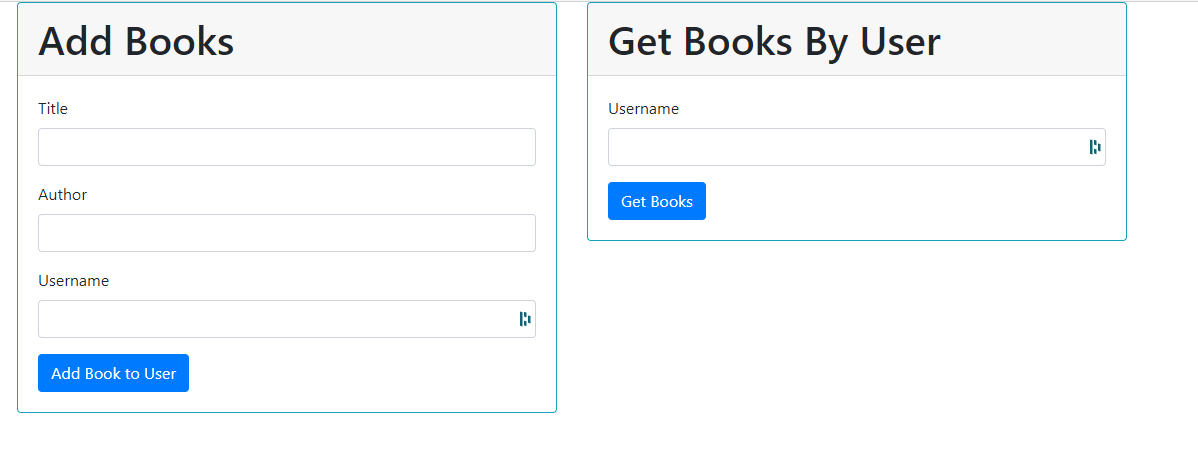 Add Books
Title
Author
Username
Add Book to User
Get Books By User
Username
Get Books